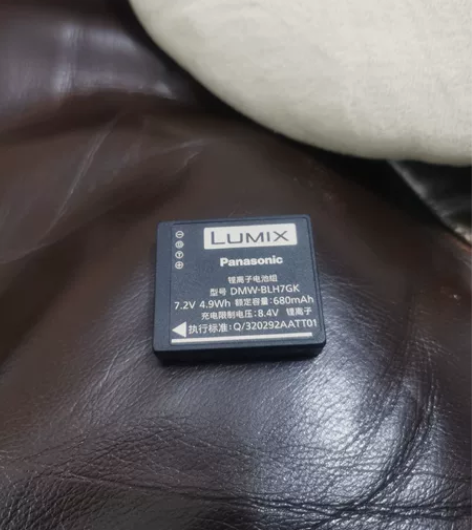 LUMIX
Panasonic
锂离子电池组
型号 DMW-BLH7GK
7.2V 4.9Wh 额定容量:680mAh
充电限制电压:8.4V 锂离子
执行标准:Q/320292AATT01